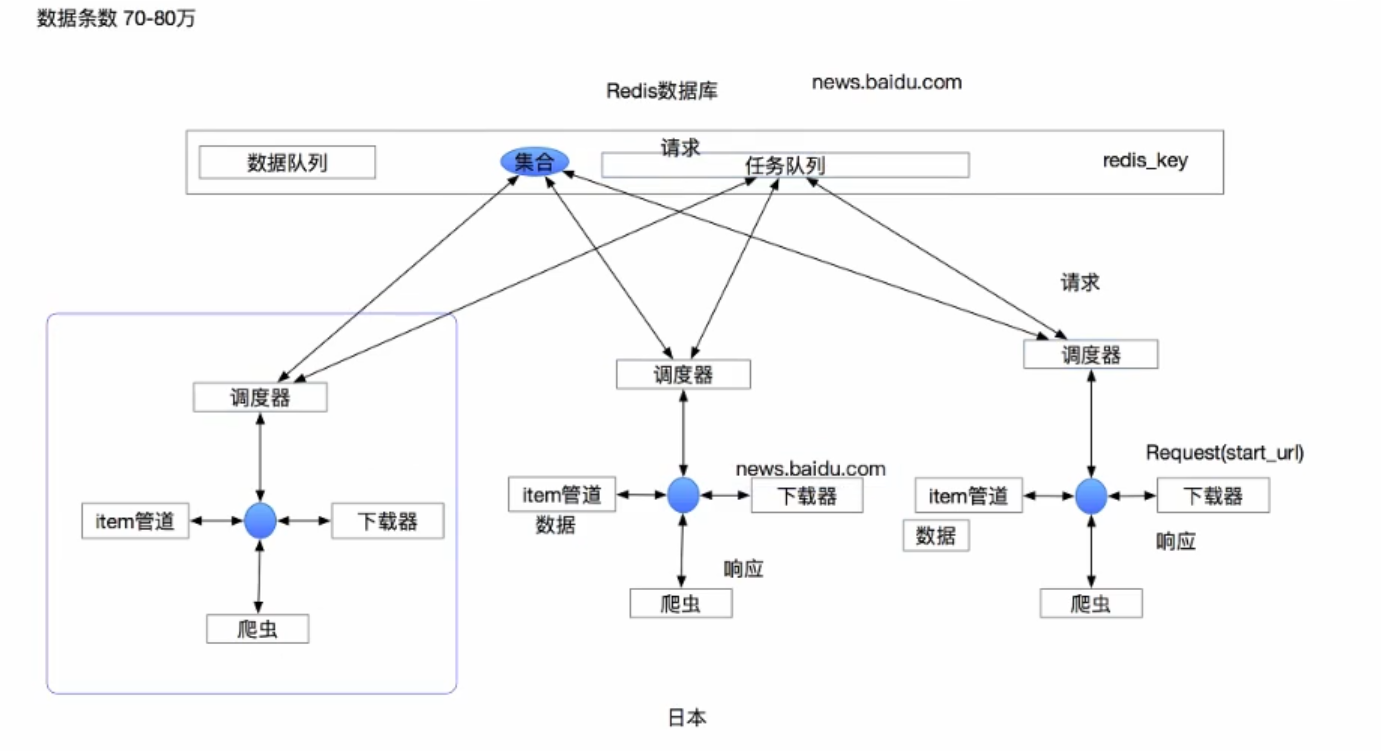 数据条数 70-80万
Redis数据库
news.baidu.com
请求
数据队列
集合
任务队列
redis_key
请求
调度器
调度器
调度器
Request(start_url)
news.baidu.com
item管道
下载器
item管道
下载器
item管道
下载器
数据
数据
响应
响应
爬虫
爬虫
爬虫
日本